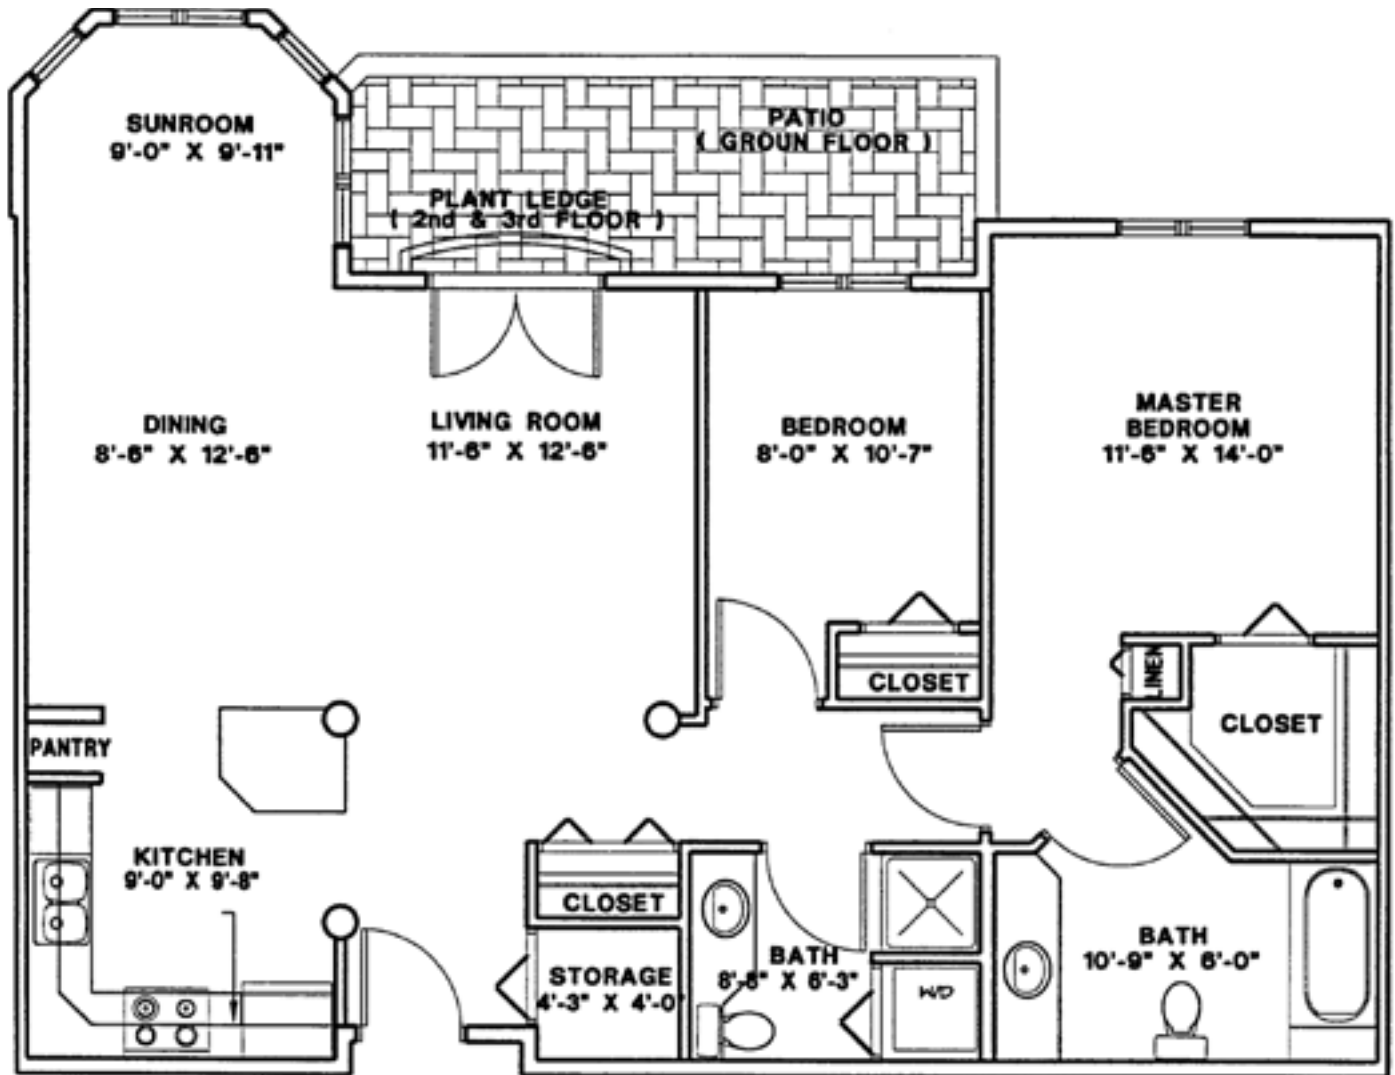 SUNROOM
9'-0" X 9'-11"
PATIO
( GROUN FLOOR )
PLANT LEDGE
( 2nd & 3rd FLOOR )
DINING
8'-6" X 12'-6"
LIVING ROOM
11'-6" X 12'-6"
BEDROOM
8'-0" X 10'-7"
MASTER
BEDROOM
11'-6" X 14'-0"
LINEN
CLOSET
CLOSET
PANTRY
KITCHEN
9'-0" X 9'-8"
CLOSET
STORAGE
4'-3" X 4'-0"
BATH
8'-8" X 6'-3"
BATH
10'-9" X 6'-0"